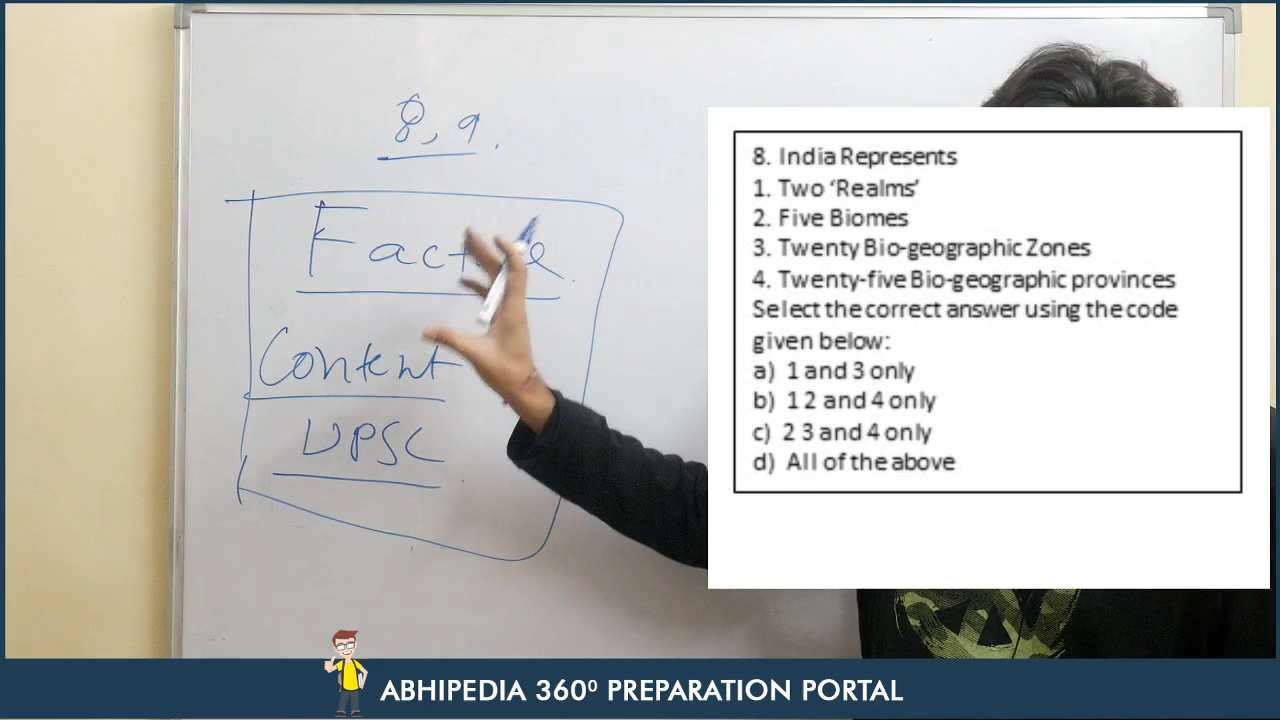 8, 9.
Content
UPSC
8. India Represents
1. Two ‘Realms’
2. Five Biomes
3. Twenty Bio-geographic Zones
4. Twenty-five Bio-geographic provinces
Select the correct answer using the code
given below:
a) 1 and 3 only
b) 1 2 and 4 only
c) 2 3 and 4 only
d) All of the above
ABHIPEDIA 360⁰ PREPARATION PORTAL